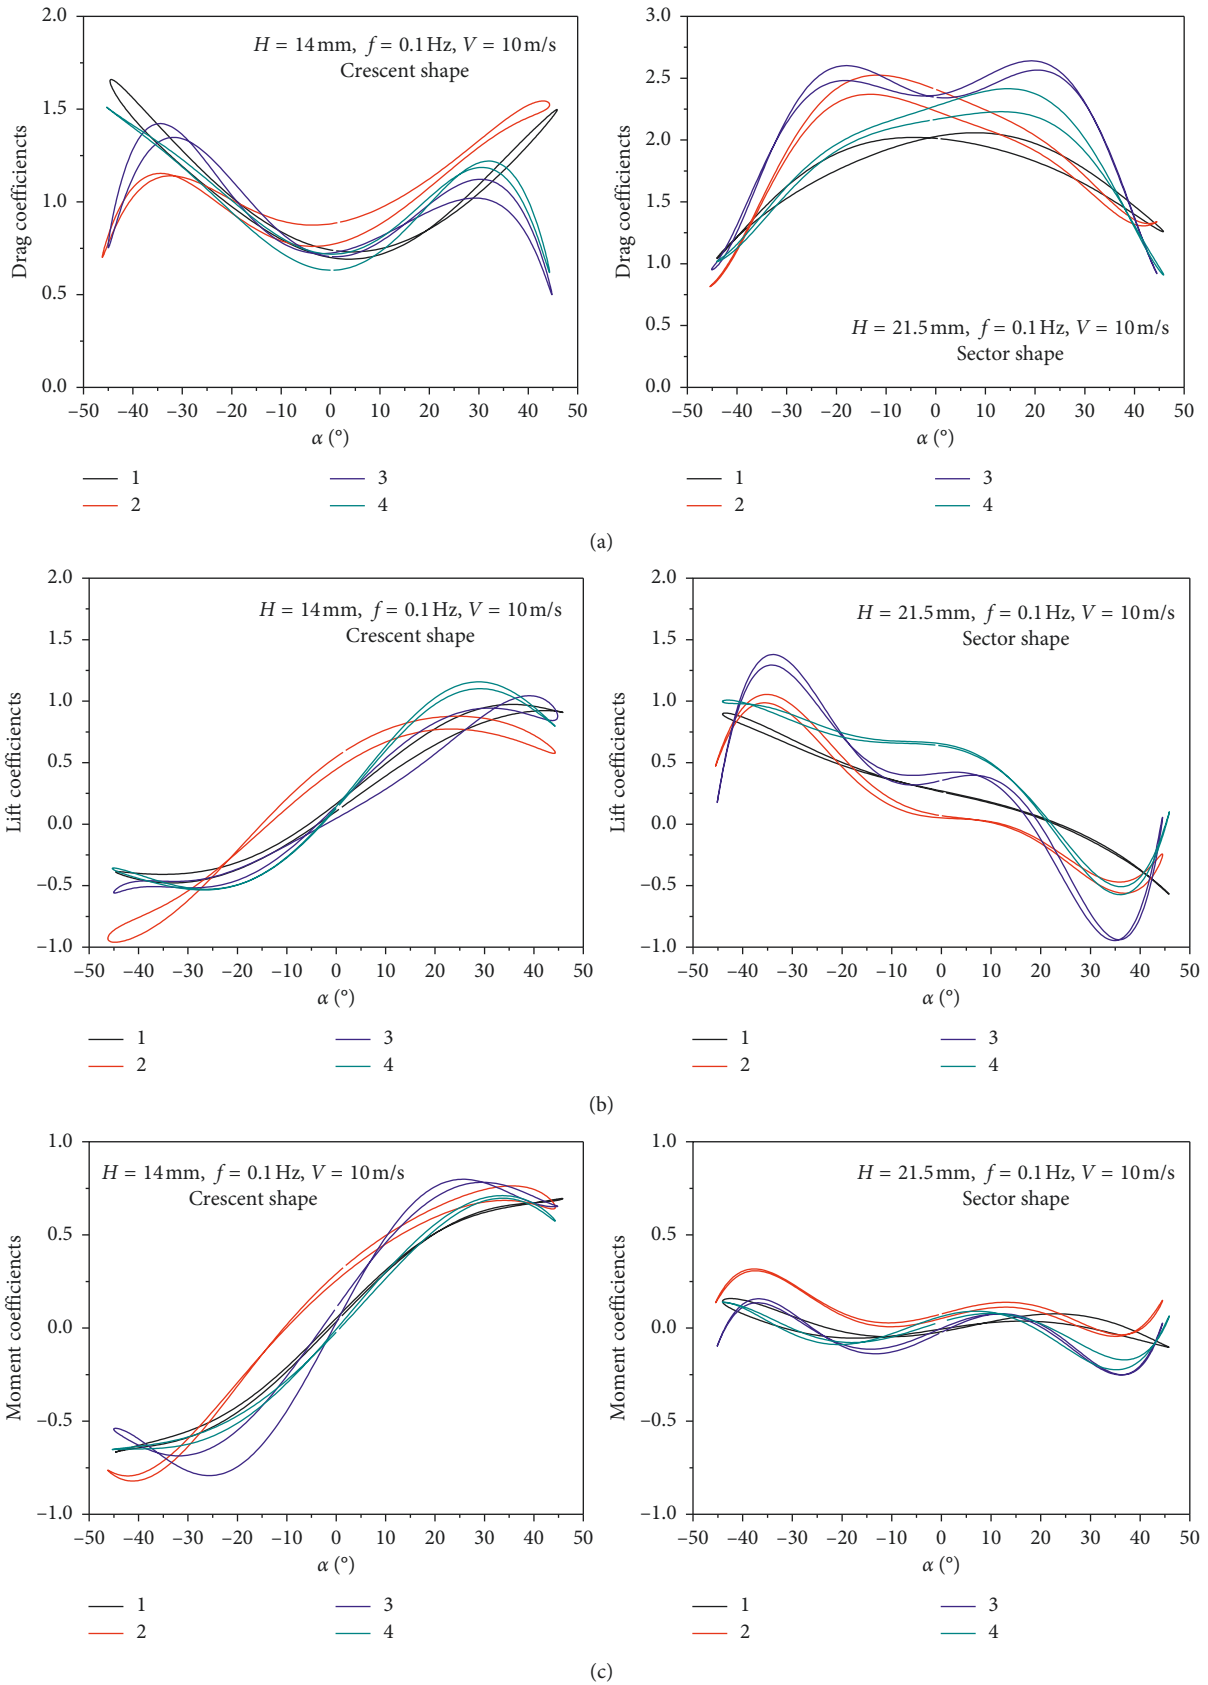 2.0
1.5
1.0
0.5
0.0
Drag coefficiencts
H = 14 mm, f = 0.1 Hz, V = 10 m/s
Crescent shape
–50 –40 –30 –20 –10 0 10 20 30 40 50
α (°)
1 3
2 4
3.0
2.5
2.0
1.5
1.0
0.5
0.0
Drag coefficiencts
H = 21.5 mm, f = 0.1 Hz, V = 10 m/s
Sector shape
–50 –40 –30 –20 –10 0 10 20 30 40 50
α (°)
1 3
2 4
(a)
2.0
1.5
1.0
0.5
0.0
–0.5
–1.0
Lift coefficiencts
H = 14 mm, f = 0.1 Hz, V = 10 m/s
Crescent shape
–50 –40 –30 –20 –10 0 10 20 30 40 50
α (°)
1 3
2 4
2.0
1.5
1.0
0.5
0.0
–0.5
–1.0
Lift coefficiencts
H = 21.5 mm, f = 0.1 Hz, V = 10 m/s
Sector shape
–50 –40 –30 –20 –10 0 10 20 30 40 50
α (°)
1 3
2 4
(b)
1.0
0.5
0.0
–0.5
–1.0
Moment coefficiencts
H = 14 mm, f = 0.1 Hz, V = 10 m/s
Crescent shape
–50 –40 –30 –20 –10 0 10 20 30 40 50
α (°)
1 3
2 4
1.0
0.5
0.0
–0.5
–1.0
Moment coefficiencts
H = 21.5 mm, f = 0.1 Hz, V = 10 m/s
Sector shape
–50 –40 –30 –20 –10 0 10 20 30 40 50
α (°)
1 3
2 4
(c)